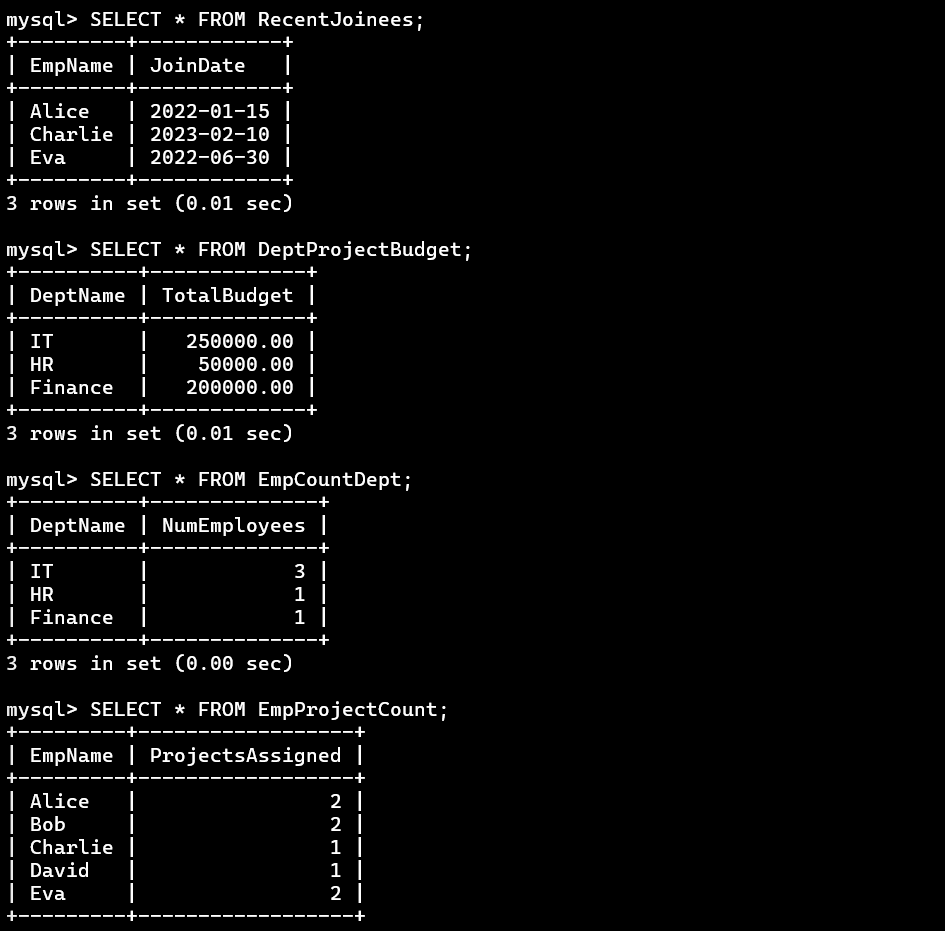 mysql> SELECT * FROM RecentJoinees;
+---------+------------+
| EmpName | JoinDate   |
+---------+------------+
| Alice   | 2022-01-15 |
| Charlie | 2023-02-10 |
| Eva     | 2022-06-30 |
+---------+------------+
3 rows in set (0.01 sec)

mysql> SELECT * FROM DeptProjectBudget;
+----------+-------------+
| DeptName | TotalBudget |
+----------+-------------+
| IT       |   250000.00 |
| HR       |    50000.00 |
| Finance  |   200000.00 |
+----------+-------------+
3 rows in set (0.01 sec)

mysql> SELECT * FROM EmpCountDept;
+----------+--------------+
| DeptName | NumEmployees |
+----------+--------------+
| IT       |            3 |
| HR       |            1 |
| Finance  |            1 |
+----------+--------------+
3 rows in set (0.00 sec)

mysql> SELECT * FROM EmpProjectCount;
+---------+------------------+
| EmpName | ProjectsAssigned |
+---------+------------------+
| Alice   |                2 |
| Bob     |                2 |
| Charlie |                1 |
| David   |                1 |
| Eva     |                2 |
+---------+------------------+